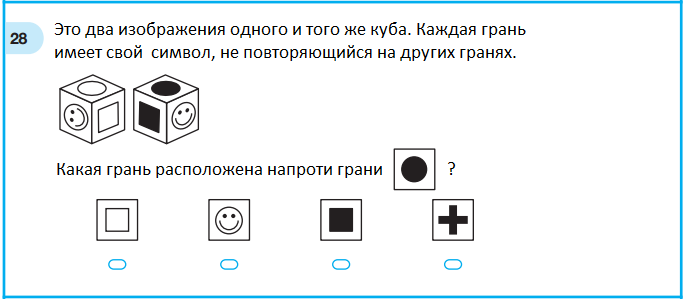 28
Это два изображения одного и того же куба. Каждая грань
имеет свой символ, не повторяющийся на других гранях.
Какая грань расположена напроти грани ?